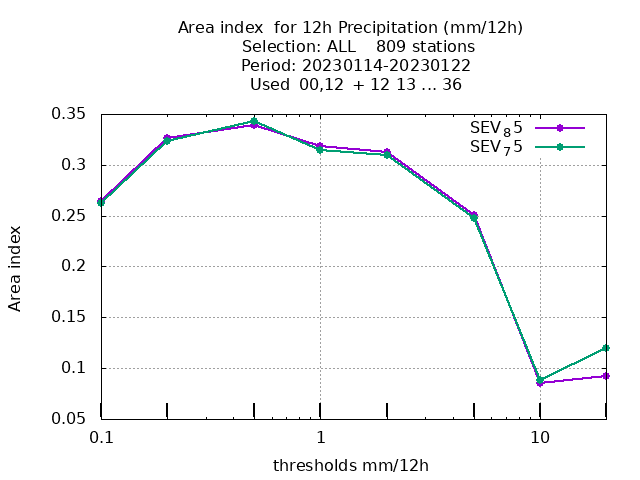 Area index  for 12h Precipitation (mm/12h)
Selection: ALL    809 stations
Period: 20230114-20230122
Used  00,12  + 12 13 ... 36
SEV₈5
SEV₇5
0.35
0.3
0.25
0.2
0.15
0.1
0.05
Area index
0.1 1 10
thresholds mm/12h